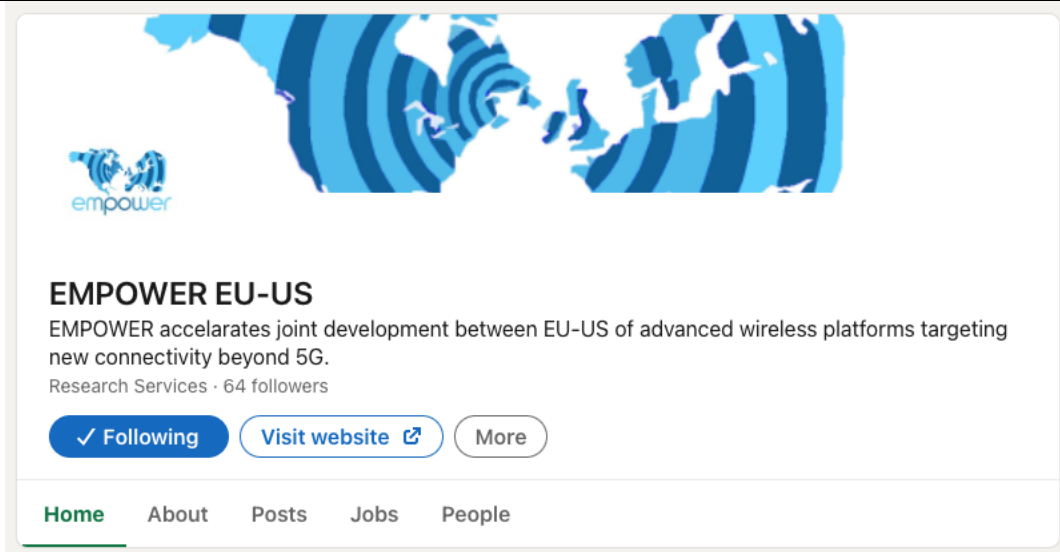 empower
EMPOWER EU-US
EMPOWER accelarates joint development between EU-US of advanced wireless platforms targeting
new connectivity beyond 5G.
Research Services · 64 followers
✓ Following Visit website More
Home About Posts Jobs People